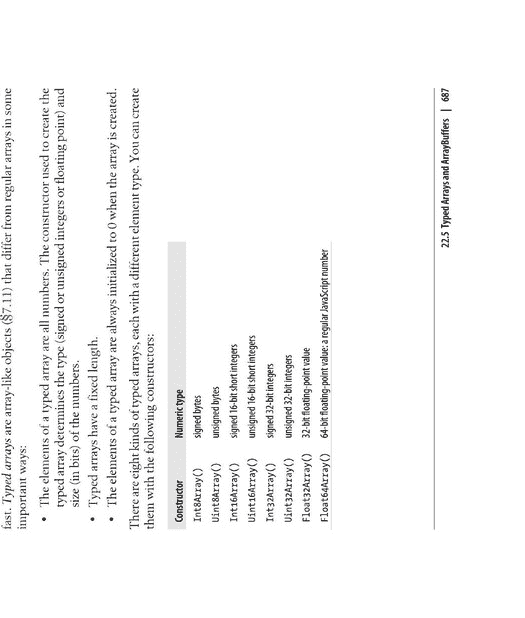 fast. Typed arrays are array-like objects (§7.11) that differ from regular arrays in some
important ways:
• The elements of a typed array are all numbers. The constructor used to create the
typed array determines the type (signed or unsigned integers or floating point) and
size (in bits) of the numbers.
• Typed arrays have a fixed length.
• The elements of a typed array are always initialized to 0 when the array is created.
There are eight kinds of typed arrays, each with a different element type. You can create
them with the following constructors:
Constructor Numeric type
Int8Array() signed bytes
Uint8Array() unsigned bytes
Int16Array() signed 16-bit short integers
Uint16Array() unsigned 16-bit short integers
Int32Array() signed 32-bit integers
Uint32Array() unsigned 32-bit integers
Float32Array() 32-bit floating-point value
Float64Array() 64-bit floating-point value: a regular JavaScript number
22.5 Typed Arrays and ArrayBuffers | 687